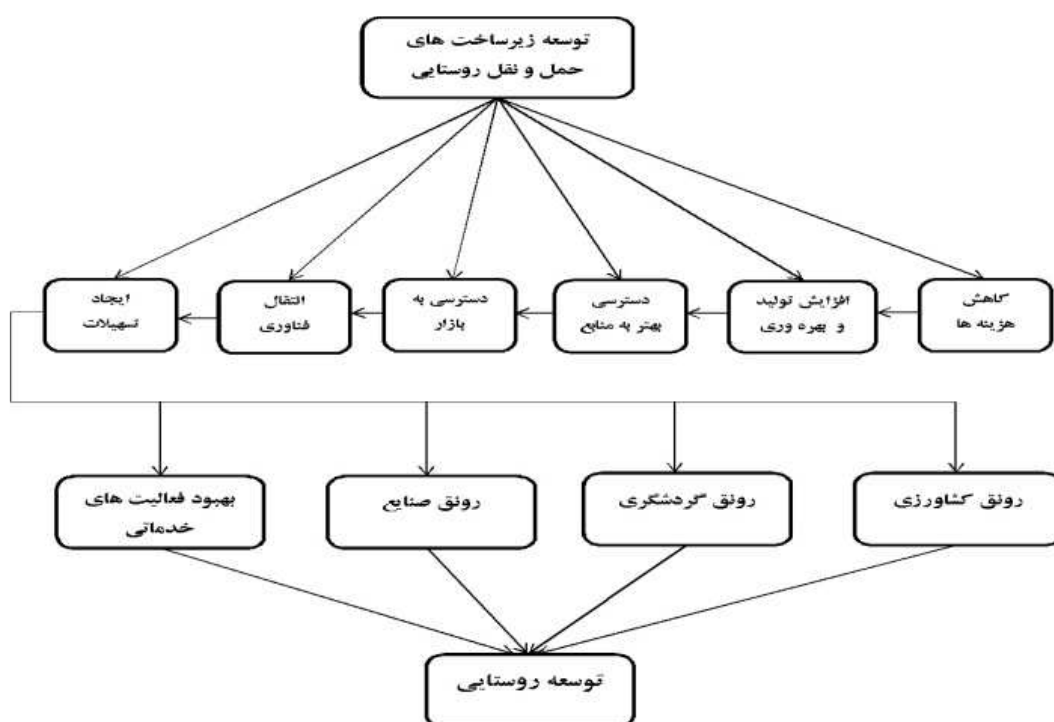 توسعه زیرساخت های
حمل و نقل روستایی
کاهش
هزینه ها
افزایش تولید
و بهره وری
دسترسی
بهتر به منابع
دسترسی به
بازار
انتقال
فناوری
ایجاد
تسهیلات
رونق کشاورزی
رونق گردشگری
رونق صنایع
بهبود فعالیت های
خدماتی
توسعه روستایی